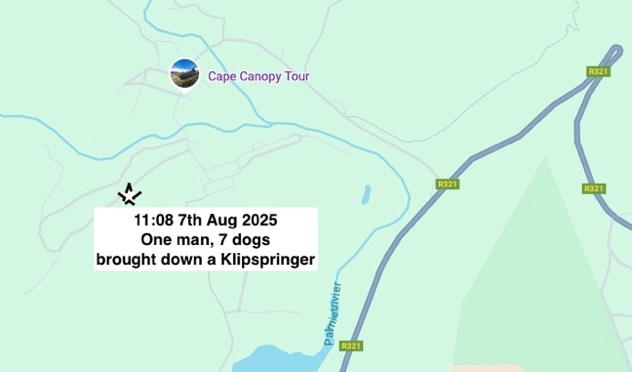 Cape Canopy Tour
R321
R321
R321
11:08 7th Aug 2025
One man, 7 dogs
brought down a Klipspringer
Palmietrivier
R321